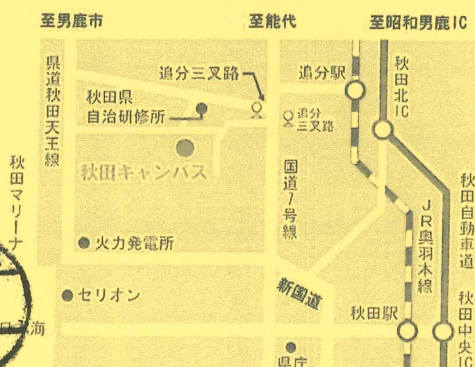 至男鹿市
至能代
至昭和男鹿IC
県道秋田天王線
追分三叉路
追分駅
秋田北IC
秋田県
自治研修所
追分
三叉路
秋田キャンパス
国道7号線
秋田マリーナ
JR奥羽本線
秋田自動車道
火力発電所
セリオン
新国道
秋田駅
秋田中央IC
海
県庁